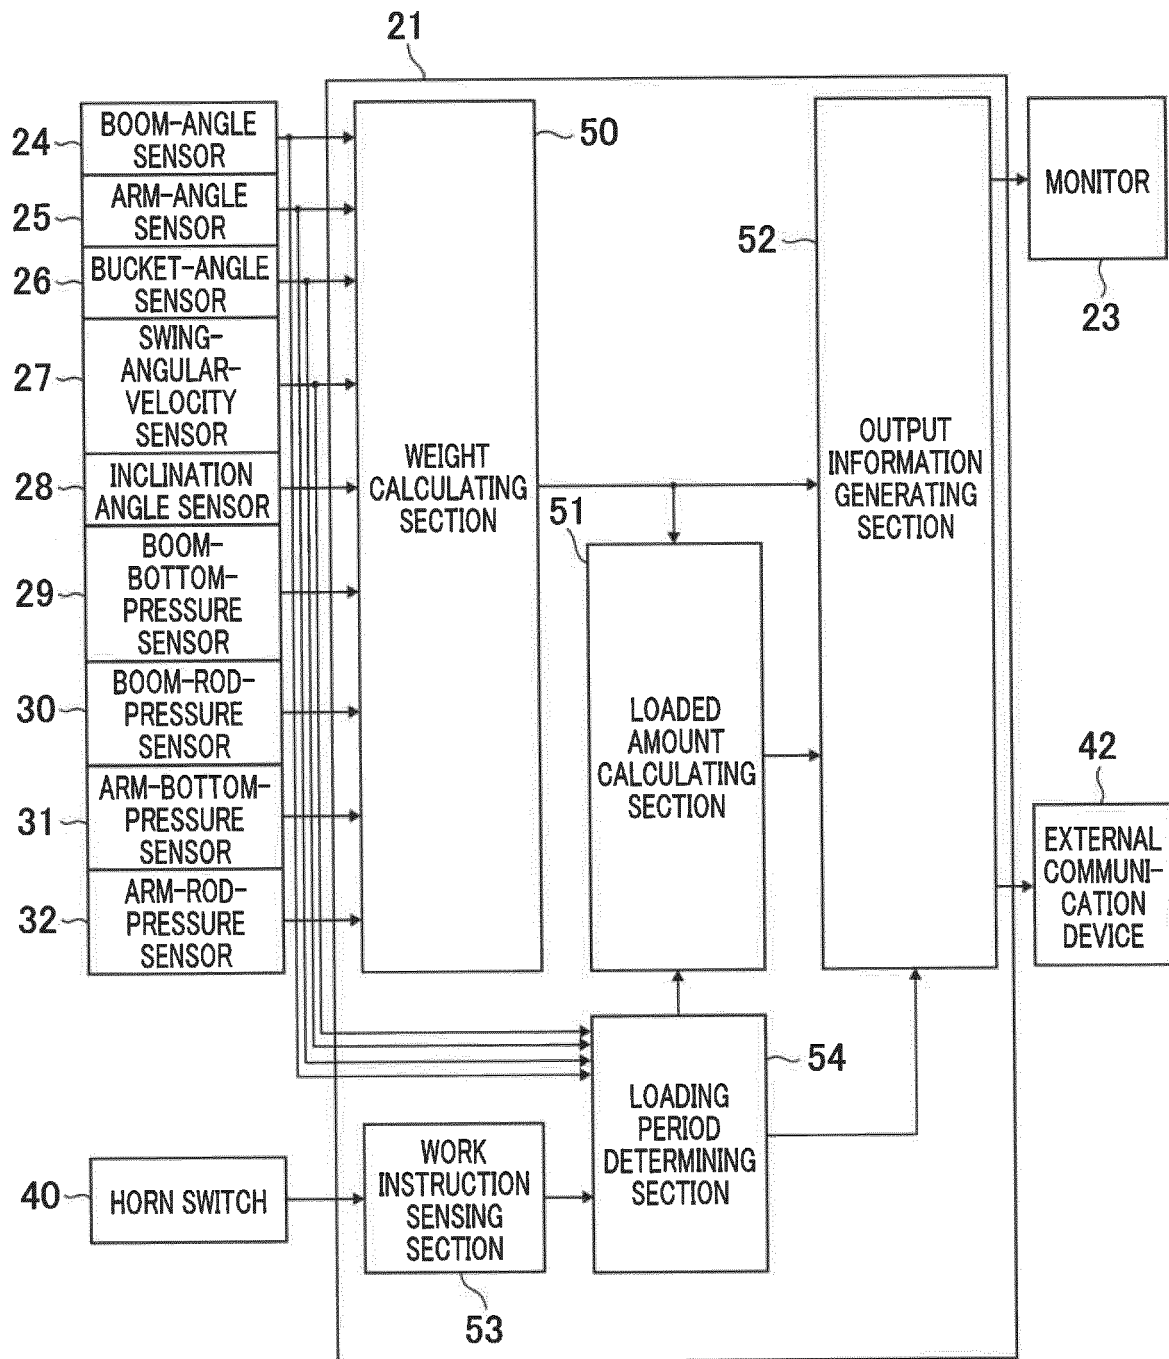 21
24
BOOM-ANGLE
SENSOR
25
ARM-ANGLE
SENSOR
26
BUCKET-ANGLE
SENSOR
27
SWING-
ANGULAR-
VELOCITY
SENSOR
28
INCLINATION
ANGLE SENSOR
29
BOOM-
BOTTOM-
PRESSURE
SENSOR
30
BOOM-ROD-
PRESSURE
SENSOR
31
ARM-BOTTOM-
PRESSURE
SENSOR
32
ARM-ROD-
PRESSURE
SENSOR
40
HORN SWITCH
50
WEIGHT
CALCULATING
SECTION
51
LOADED
AMOUNT
CALCULATING
SECTION
52
OUTPUT
INFORMATION
GENERATING
SECTION
MONITOR
23
42
EXTERNAL
COMMUNI-
CATION
DEVICE
54
LOADING
PERIOD
DETERMINING
SECTION
WORK
INSTRUCTION
SENSING
SECTION
53